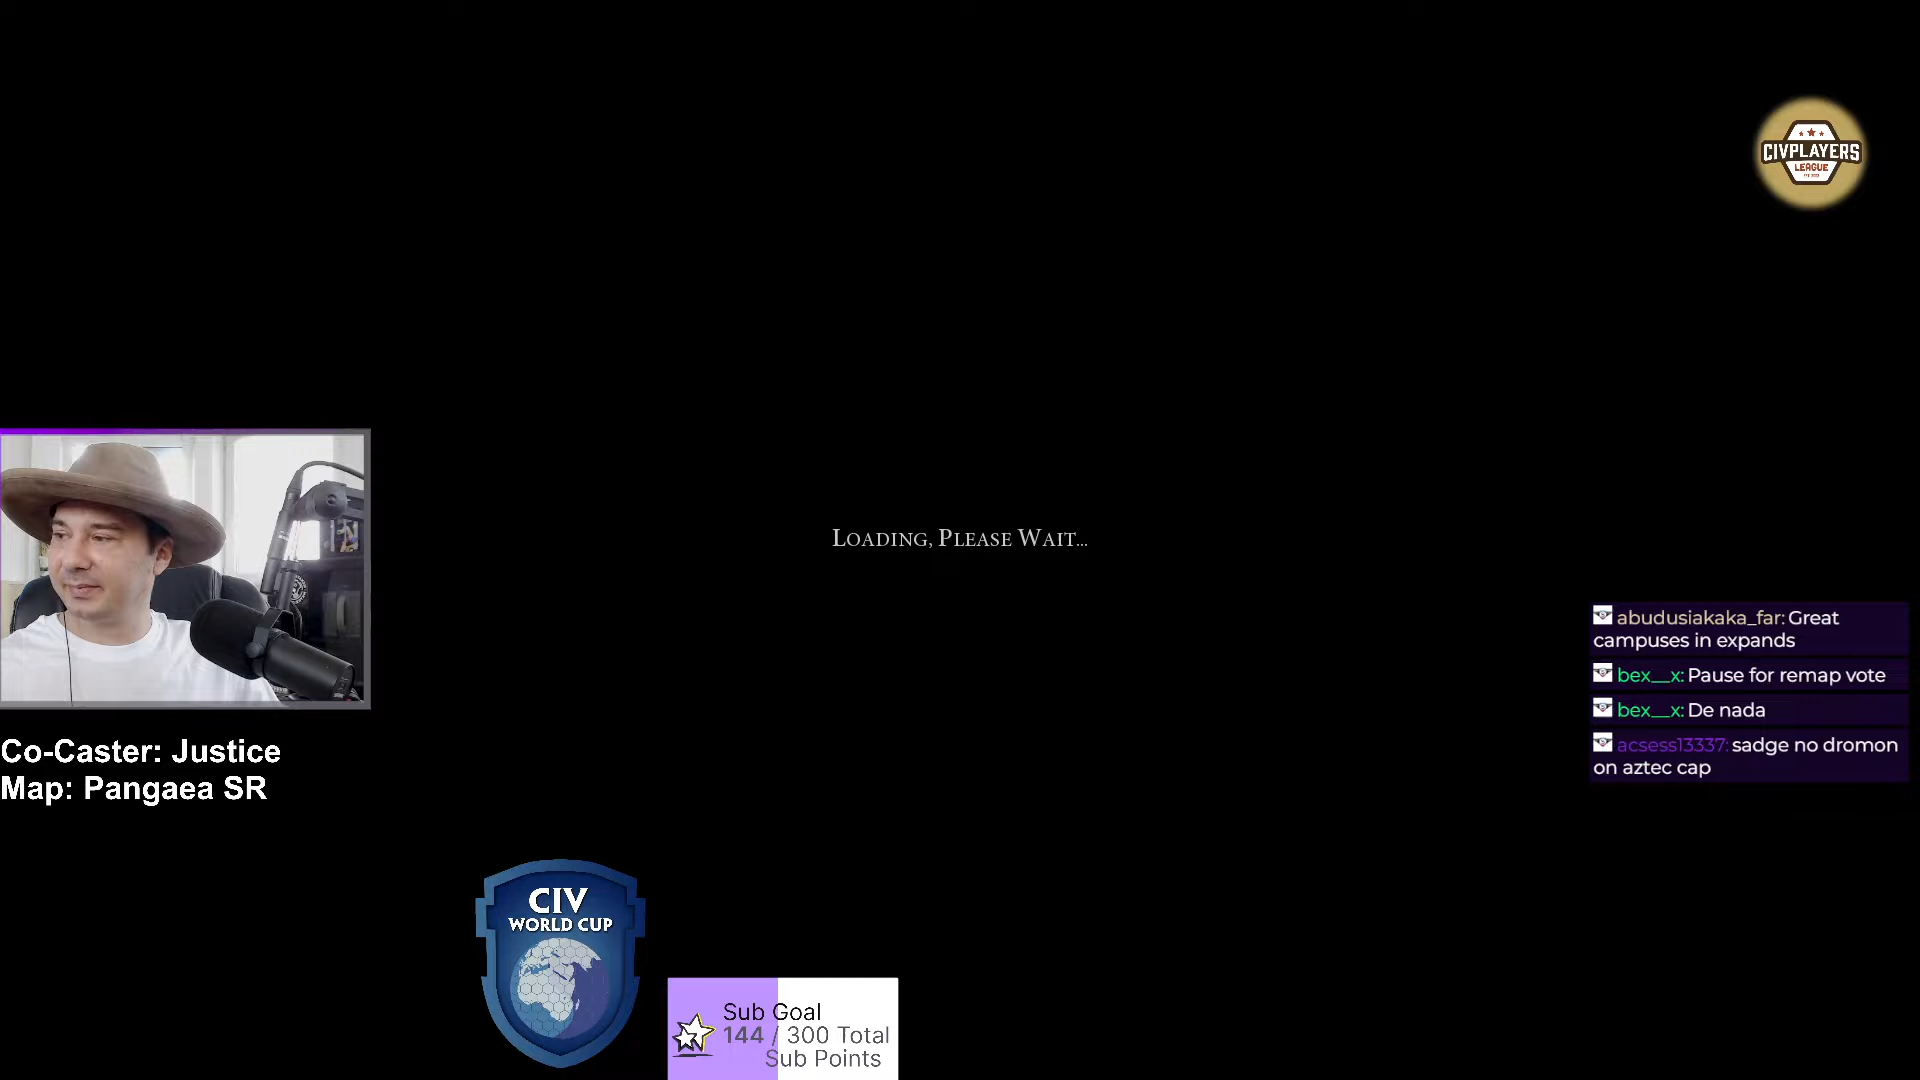 CIVPLAYERS
LEAGUE
LOADING, PLEASE WAIT...
abudusiakaka_far: Great
campuses in expands
bex__x: Pause for remap vote
bex__x: De nada
acsess13337: sadge no dromon
on aztec cap
Co-Caster: Justice
Map: Pangaea SR
CIV
WORLD CUP
Sub Goal
144 / 300 Total
Sub Points